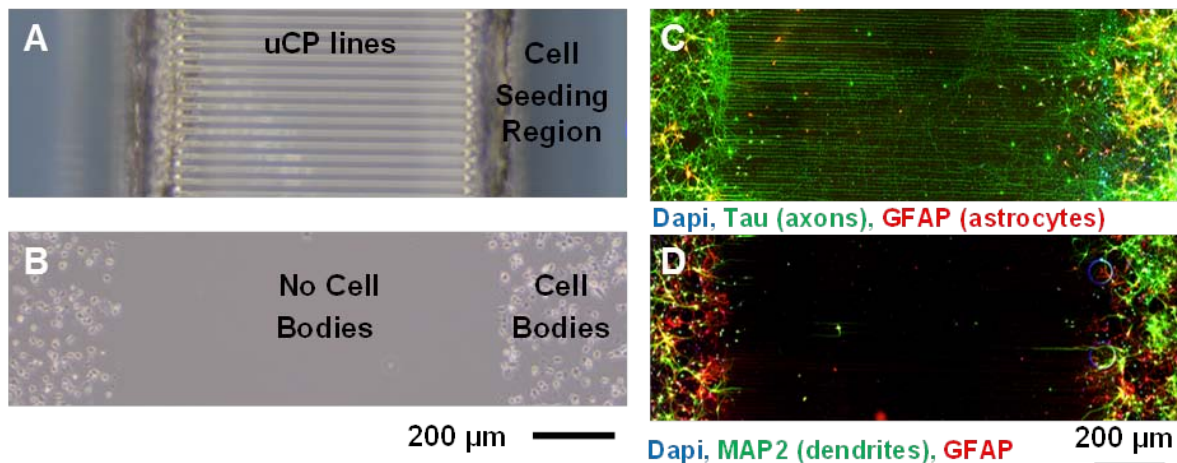 A
uCP lines
Cell
Seeding
Region
B
No Cell
Bodies
Cell
Bodies
200 µm
C
Dapi, Tau (axons), GFAP (astrocytes)
D
Dapi, MAP2 (dendrites), GFAP
200 µm